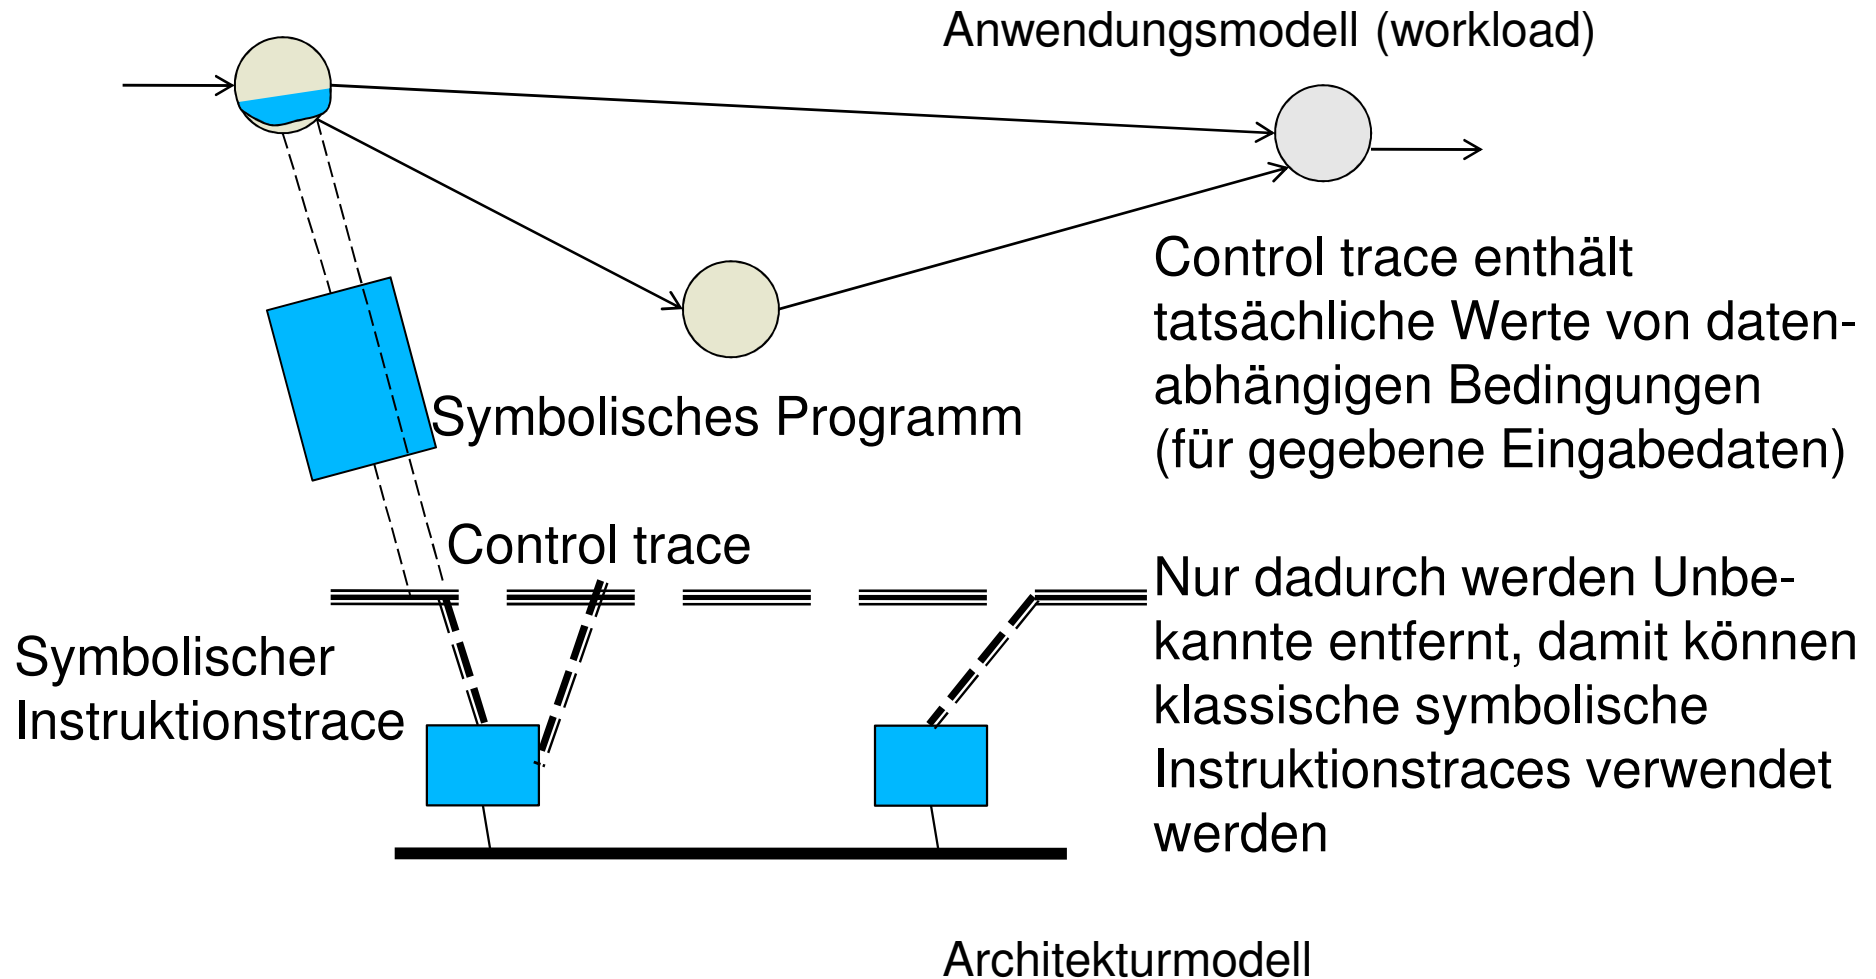 Anwendungsmodell (workload)
Control trace enthält
tatsächliche Werte von daten-
abhängigen Bedingungen
(für gegebene Eingabedaten)
Symbolisches Programm
Control trace
Nur dadurch werden Unbe-
kannte entfernt, damit können
klassische symbolische
Instruktionstraces verwendet
werden
Symbolischer
Instruktionstrace
Architekturmodell